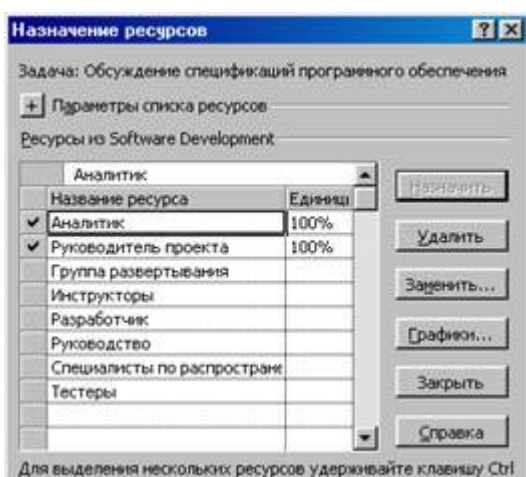 Назначение ресурсов
Задача: Обсуждение спецификаций программного обеспечения
+ Параметры списка ресурсов
Ресурсы из Software Development
Аналитик
Назначить
Название ресурса Единиц
Аналитик 100%
Удалить
Руководитель проекта 100%
Группа развертывания
Заменить...
Инструкторы
Разработчик
Графики...
Руководство
Специалисты по распростране
Закрыть
Тестеры
Справка
Для выделения нескольких ресурсов удерживайте клавишу Ctrl